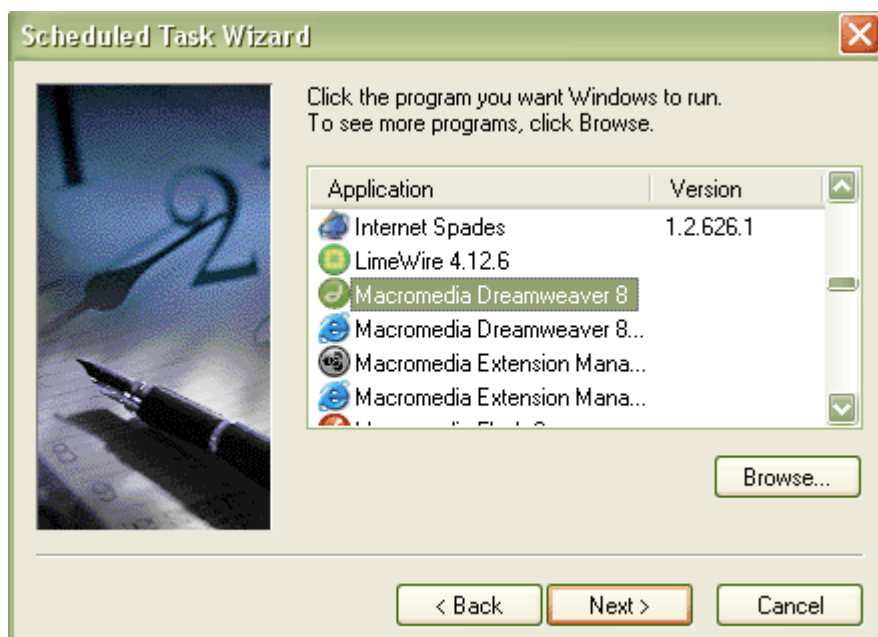 Scheduled Task Wizard
Click the program you want Windows to run.
To see more programs, click Browse.
Application Version
Internet Spades 1.2.626.1
LimeWire 4.12.6
Macromedia Dreamweaver 8
Macromedia Dreamweaver 8...
Macromedia Extension Mana...
Macromedia Extension Mana...
Browse...
< Back Next > Cancel